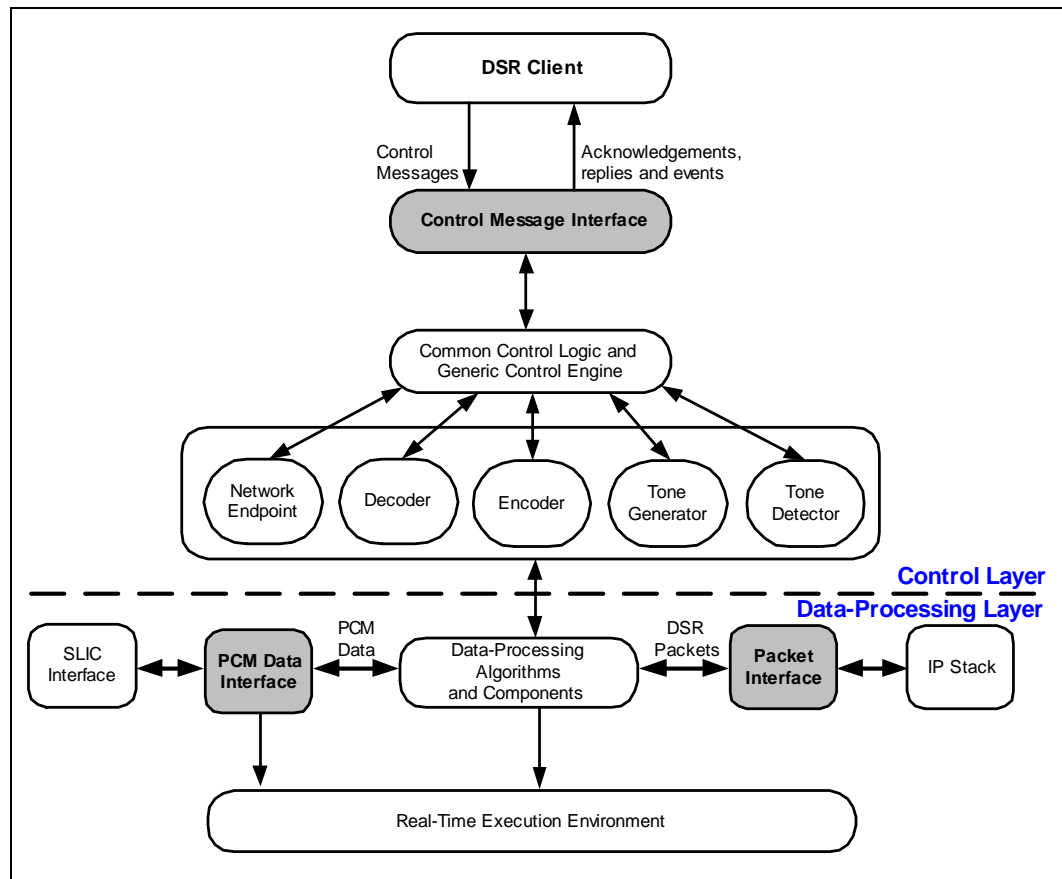 DSR Client
Control
Messages
Acknowledgements,
replies and events
Control Message Interface
Common Control Logic and
Generic Control Engine
Network
Endpoint
Decoder
Encoder
Tone
Generator
Tone
Detector
Control Layer
Data-Processing Layer
SLIC
Interface
PCM Data
Interface
PCM
Data
Data-Processing
Algorithms
and Components
DSR
Packets
Packet
Interface
IP Stack
Real-Time Execution Environment